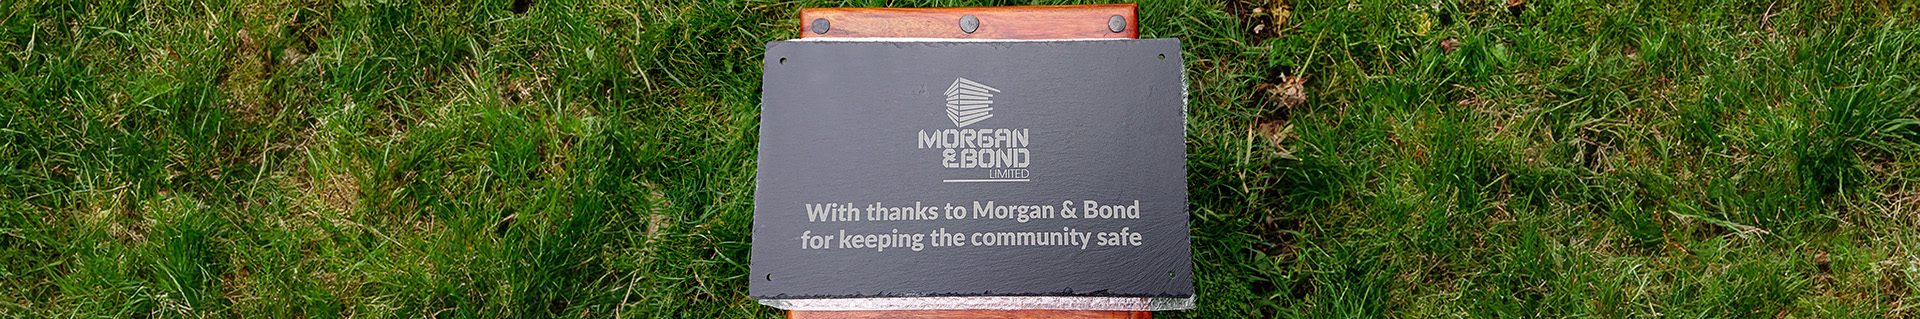 MORGAN
&BOND
LIMITED
With thanks to Morgan & Bond
for keeping the community safe